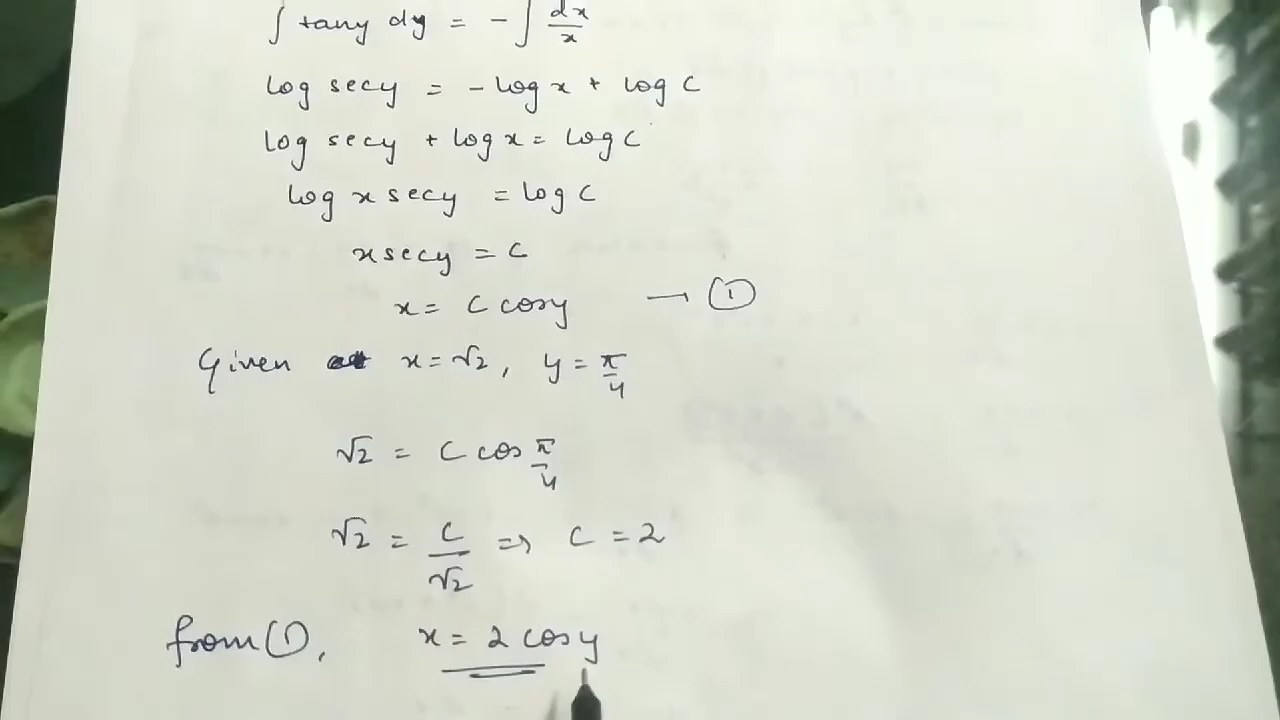 ∫ tany dy = - ∫ dx/x
log secy = - log x + log C
log secy + log x = log C
log x secy = log C
x secy = C
x = C cosy → ①
Given x = √2, y = π/4
√2 = C cos π/4
√2 = C/√2 ⇒ C = 2
from ①, x = 2 cosy